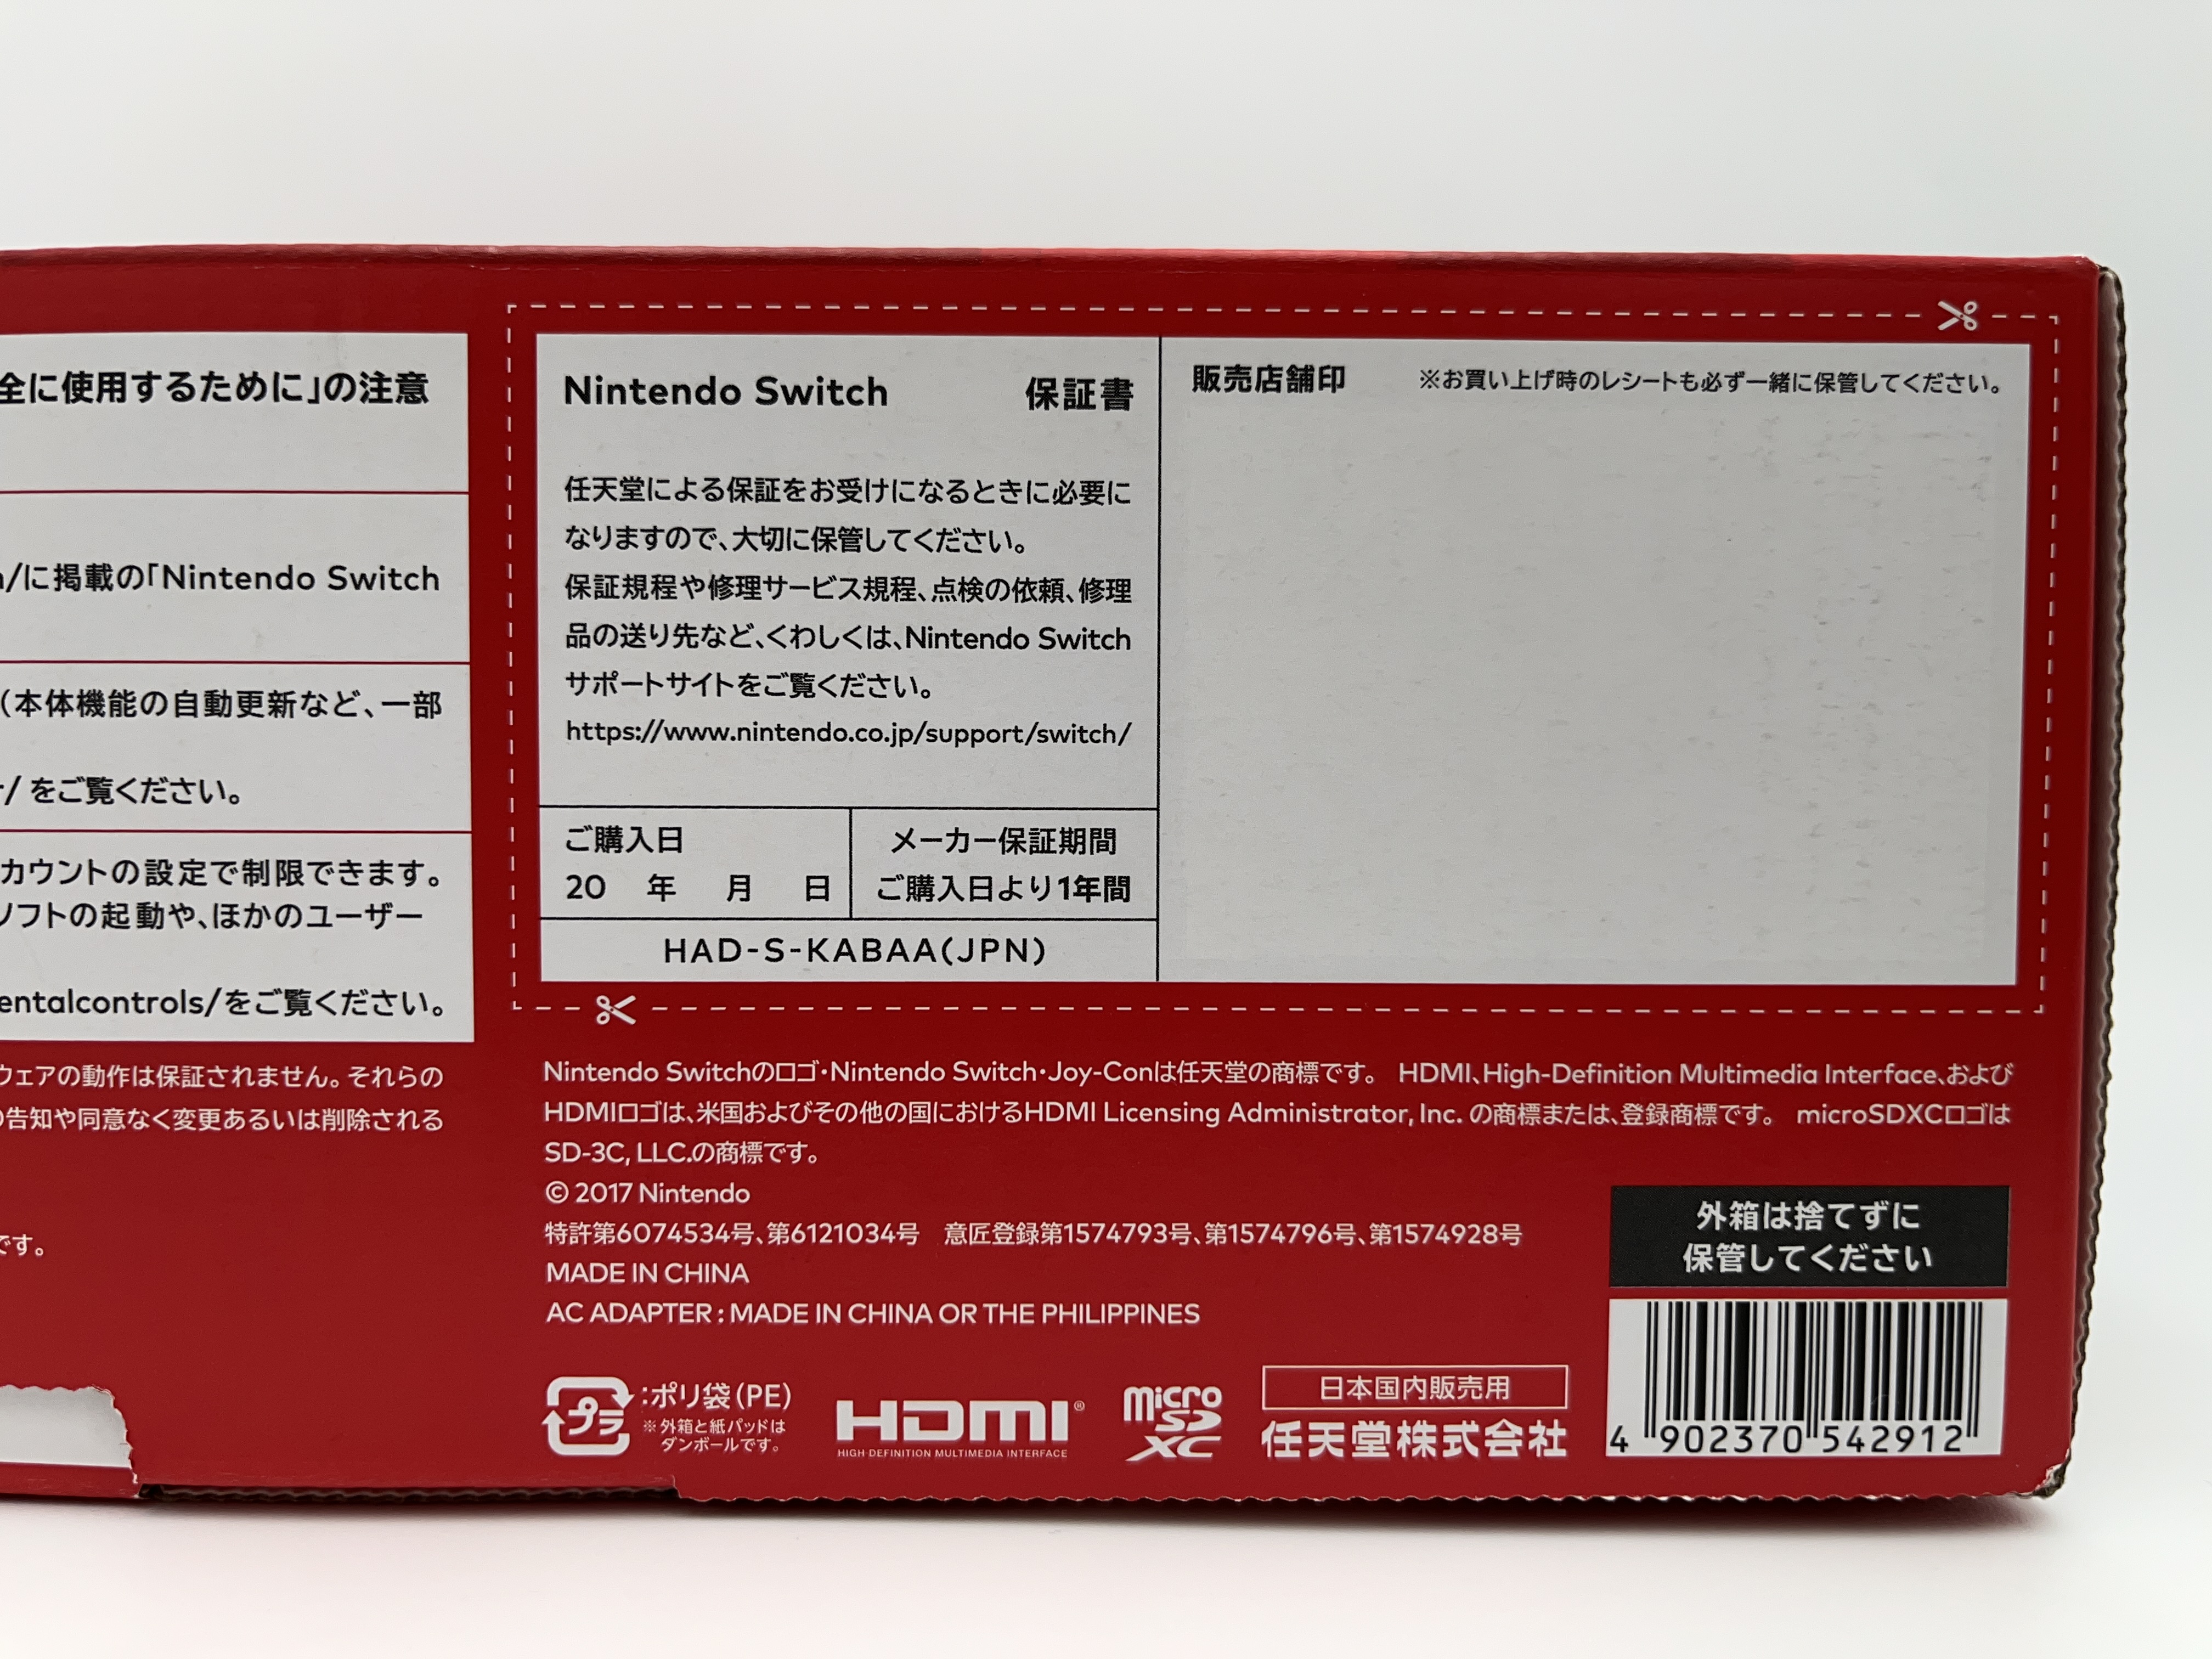 全に使用するために」の注意
/に掲載の「Nintendo Switch
(本体機能の自動更新など、一部
/ をご覧ください。
カウントの設定で制限できます。
ソフトの起動や、ほかのユーザー
entalcontrols/をご覧ください。
ウェアの動作は保証されません。それらの
の告知や同意なく変更あるいは削除される
です。
Nintendo Switch 保証書
任天堂による保証をお受けになるときに必要に
なりますので、大切に保管してください。
保証規程や修理サービス規程、点検の依頼、修理
品の送り先など、くわしくは、Nintendo Switch
サポートサイトをご覧ください。
https://www.nintendo.co.jp/support/switch/
ご購入日
20 年 月 日
メーカー保証期間
ご購入日より1年間
HAD-S-KABAA(JPN)
販売店舗印 ※お買い上げ時のレシートも必ず一緒に保管してください。
Nintendo Switchのロゴ・Nintendo Switch・Joy-Conは任天堂の商標です。 HDMI、High-Definition Multimedia Interface、および
HDMIロゴは、米国およびその他の国におけるHDMI Licensing Administrator, Inc. の商標または、登録商標です。 microSDXCロゴは
SD-3C, LLC.の商標です。
© 2017 Nintendo
特許第6074534号、第6121034号 意匠登録第1574793号、第1574796号、第1574928号
MADE IN CHINA
AC ADAPTER : MADE IN CHINA OR THE PHILIPPINES
プラ
:ポリ袋(PE)
※外箱と紙パッドは
ダンボールです。
HDMI®
HIGH-DEFINITION MULTIMEDIA INTERFACE
micro
SD
XC
日本国内販売用
任天堂株式会社
外箱は捨てずに
保管してください
4 902370 542912